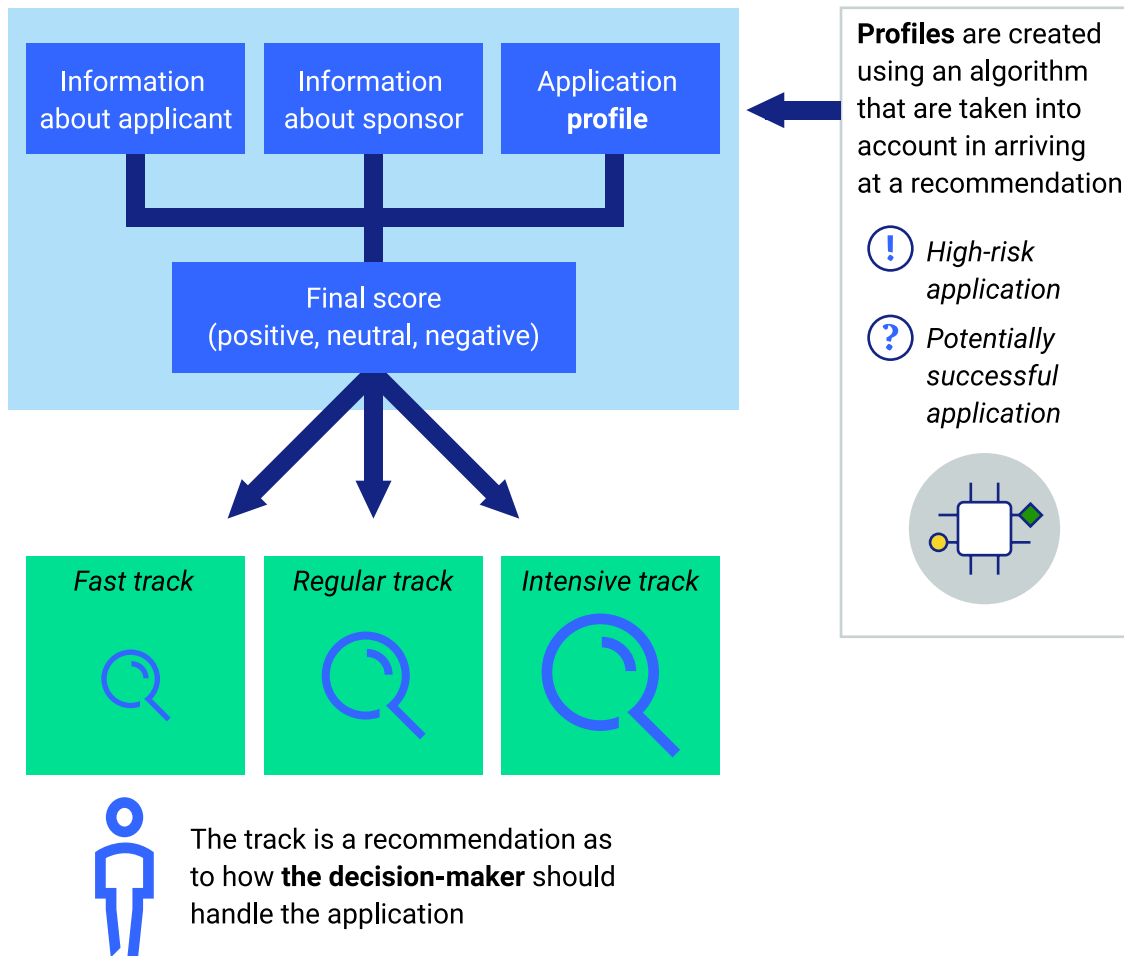 Information
about applicant
Information
about sponsor
Application
profile
Final score
(positive, neutral, negative)
Profiles are created
using an algorithm
that are taken into
account in arriving
at a recommendation
!
High-risk
application
?
Potentially
successful
application
Fast track
Regular track
Intensive track
The track is a recommendation as
to how the decision-maker should
handle the application